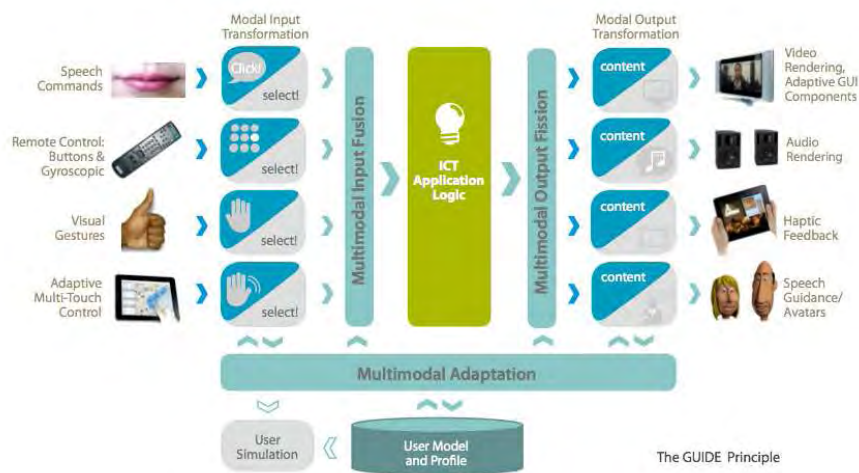 Modal Input
Transformation
Modal Output
Transformation
Speech
Commands
Click!
select!
content
Video
Rendering,
Adaptive GUI
Components
Remote Control:
Buttons &
Gyroscopic
select!
content
Audio
Rendering
Visual
Gestures
select!
content
Haptic
Feedback
Adaptive
Multi-Touch
Control
select!
content
Speech
Guidance/
Avatars
Multimodal Input Fusion
ICT
Application
Logic
Multimodal Output Fission
Multimodal Adaptation
User
Simulation
User Model
and Profile
The GUIDE Principle